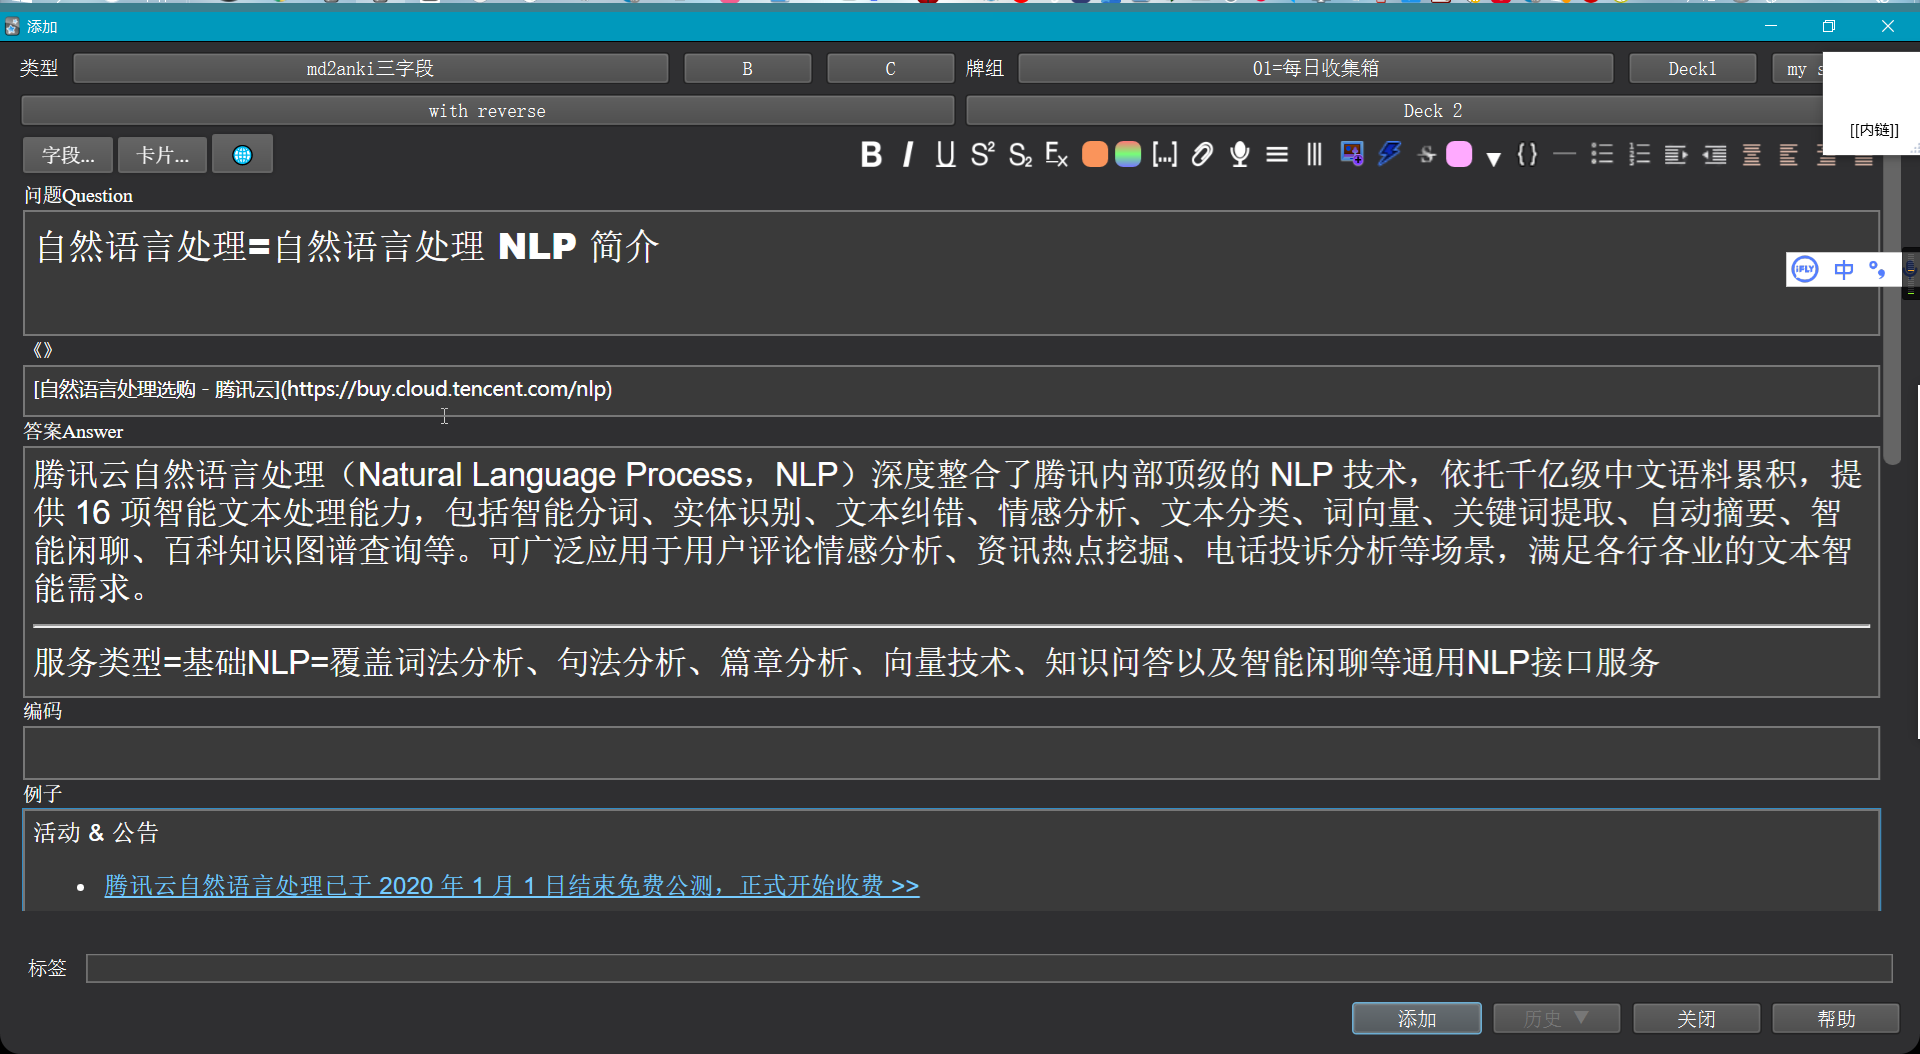 添加
类型 md2anki三字段 B C 牌组 01=每日收集箱 Deck1 my
with reverse Deck 2
[[内链]]
字段... 卡片...
问题Question
自然语言处理=自然语言处理 NLP 简介
iFLY 中
《》
[自然语言处理选购 - 腾讯云](https://buy.cloud.tencent.com/nlp)
答案Answer
腾讯云自然语言处理（Natural Language Process，NLP）深度整合了腾讯内部顶级的 NLP 技术，依托千亿级中文语料累积，提
供 16 项智能文本处理能力，包括智能分词、实体识别、文本纠错、情感分析、文本分类、词向量、关键词提取、自动摘要、智
能闲聊、百科知识图谱查询等。可广泛应用于用户评论情感分析、资讯热点挖掘、电话投诉分析等场景，满足各行各业的文本智
能需求。
服务类型=基础NLP=覆盖词法分析、句法分析、篇章分析、向量技术、知识问答以及智能闲聊等通用NLP接口服务
编码
例子
活动 & 公告
腾讯云自然语言处理已于 2020 年 1 月 1 日结束免费公测，正式开始收费 >>
标签
添加 历史 ▼ 关闭 帮助